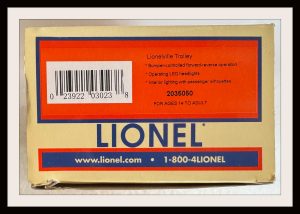 Lionelville Trolley
* Bumper-controlled forward-reverse operation
* Operating LED headlights
* Interior lighting with passenger silhouettes
2035050
FOR AGES 14 TO ADULT
0 23922 03023 8
LIONEL®
www.lionel.com • 1-800-4LIONEL